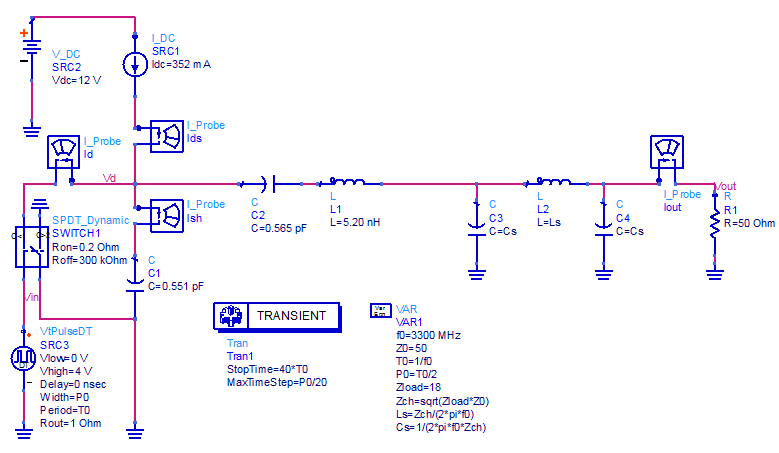 V_DC
SRC2
Vdc=12 V
I_DC
SRC1
Idc=352 mA
I_Probe
Ids
I_Probe
Id
Vd
I_Probe
Ish
SPDT_Dynamic
SWITCH1
Ron=0.2 Ohm
Roff=300 kOhm
Vin
C
C1
C=0.551 pF
C
C2
C=0.565 pF
L
L1
L=5.20 nH
C
C3
C=Cs
L
L2
L=Ls
C
C4
C=Cs
I_Probe
Iout
Vout
R
R1
R=50 Ohm
VtPulseDT
SRC3
Vlow=0 V
Vhigh=4 V
Delay=0 nsec
Width=P0
Period=T0
Rout=1 Ohm
DT
TRANSIENT
Tran
Tran1
StopTime=40*T0
MaxTimeStep=P0/20
Var
Eqn
VAR
VAR1
f0=3300 MHz
Z0=50
T0=1/f0
P0=T0/2
Zload=18
Zch=sqrt(Zload*Z0)
Ls=Zch/(2*pi*f0)
Cs=1/(2*pi*f0*Zch)